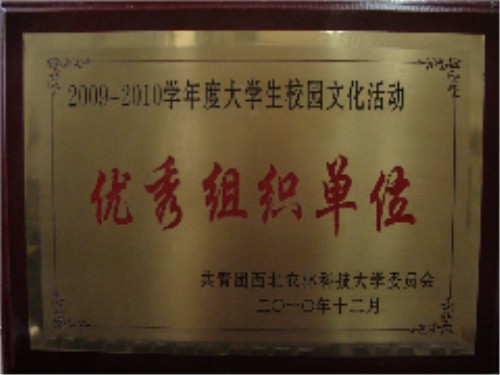 2009-2010学年度大学生校园文化活动
优秀组织单位
共青团西北农林科技大学委员会
二〇一〇年十二月